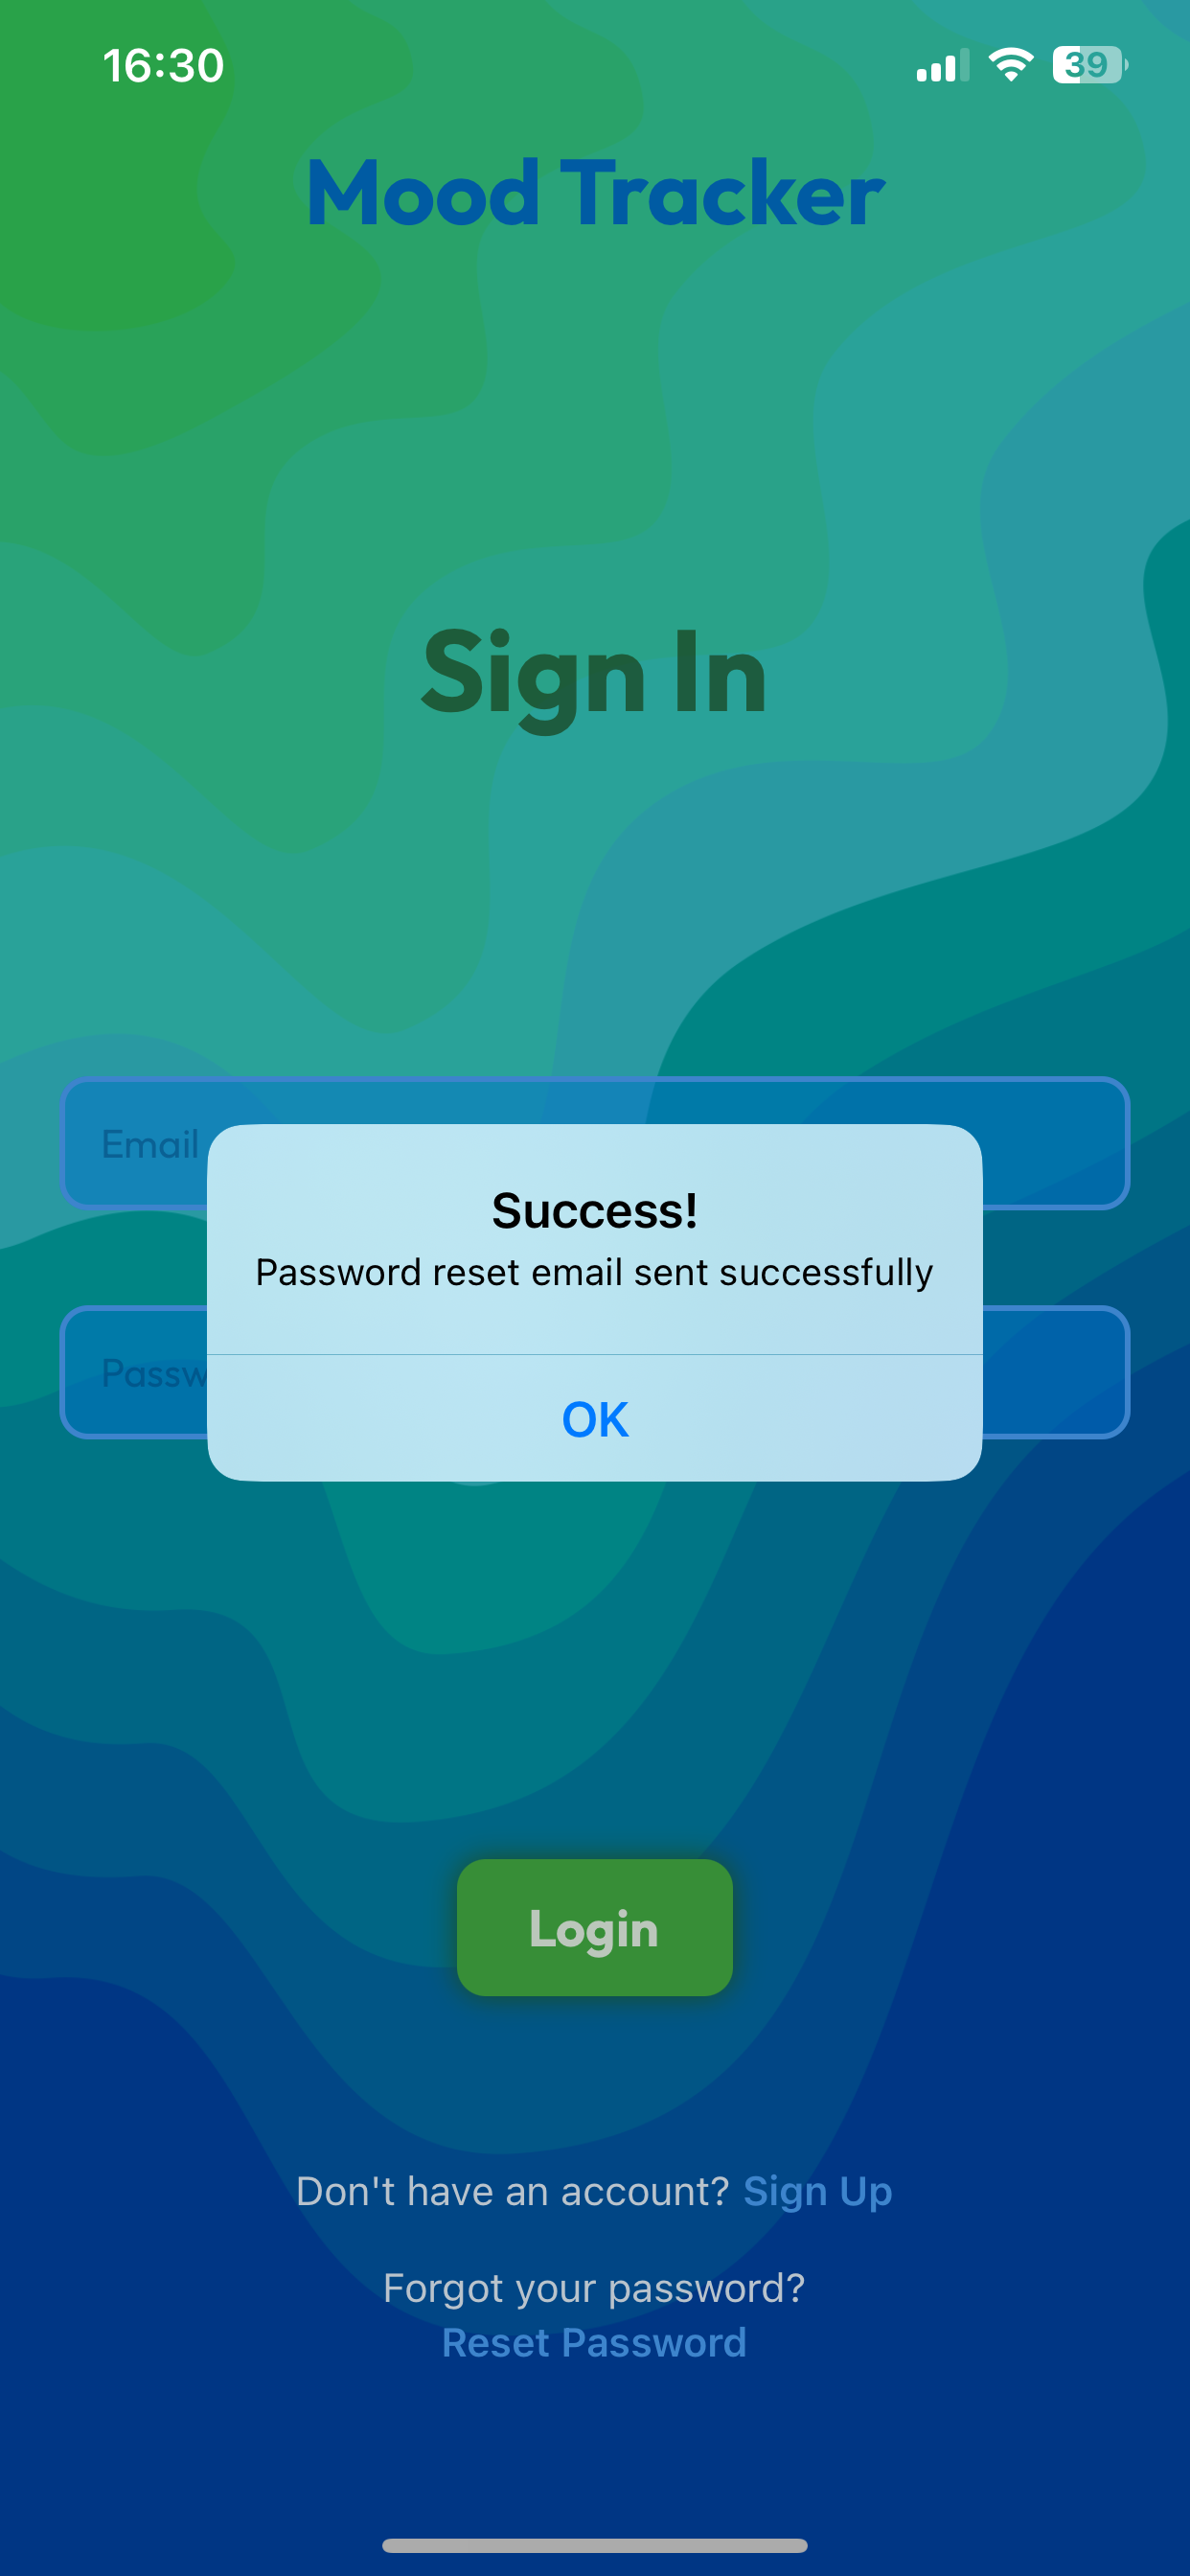 16:30
39
Mood Tracker
Sign In
Email
Success!
Password reset email sent successfully
Passw
OK
Login
Don't have an account? Sign Up
Forgot your password?
Reset Password